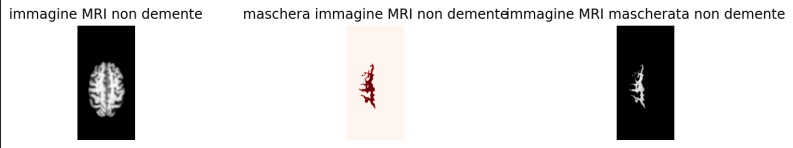 immagine MRI non demente
maschera immagine MRI non demente
immagine MRI mascherata non demente